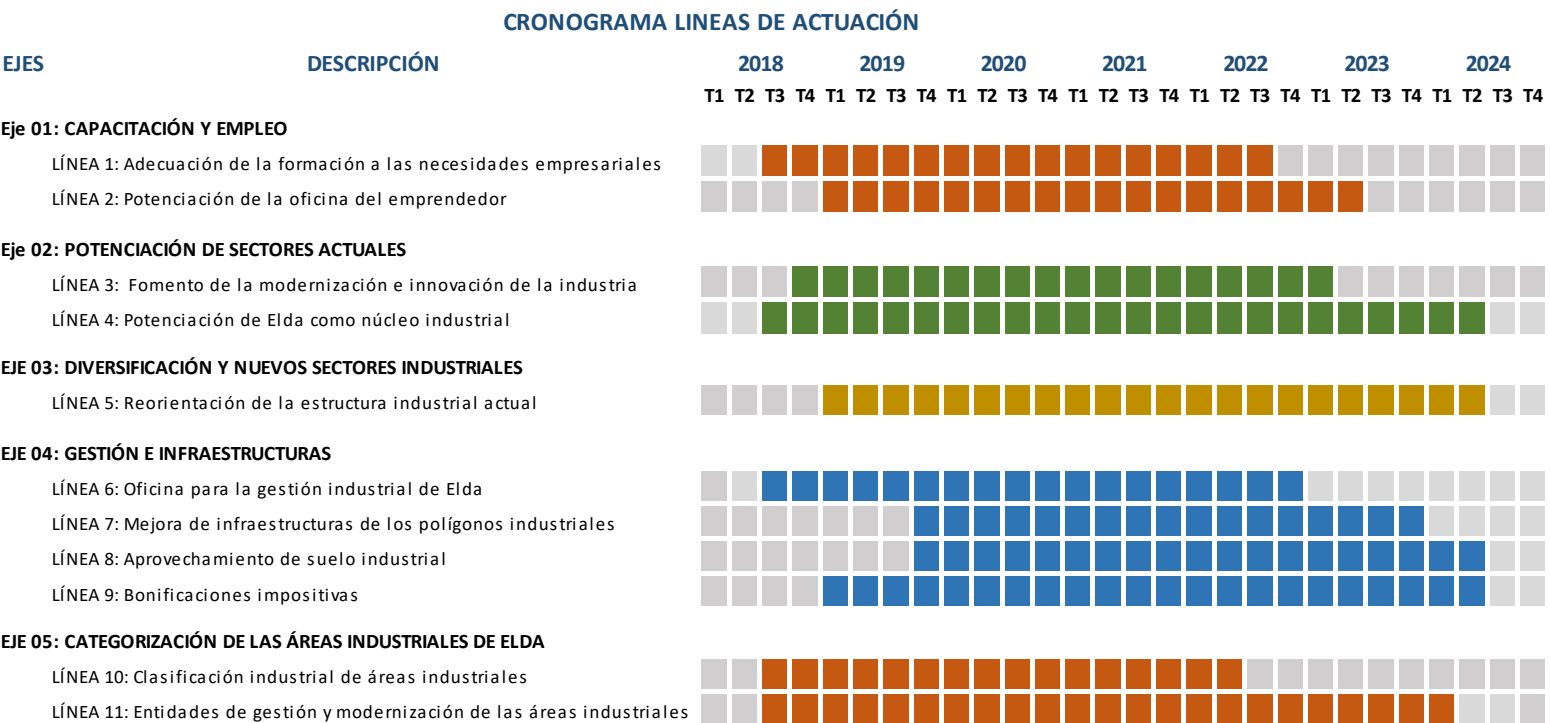 CRONOGRAMA LINEAS DE ACTUACIÓN
EJES DESCRIPCIÓN 2018 2019 2020 2021 2022 2023 2024
T1 T2 T3 T4 T1 T2 T3 T4 T1 T2 T3 T4 T1 T2 T3 T4 T1 T2 T3 T4 T1 T2 T3 T4 T1 T2 T3 T4
Eje 01: CAPACITACIÓN Y EMPLEO
LÍNEA 1: Adecuación de la formación a las necesidades empresariales
LÍNEA 2: Potenciación de la oficina del emprendedor
Eje 02: POTENCIACIÓN DE SECTORES ACTUALES
LÍNEA 3: Fomento de la modernización e innovación de la industria
LÍNEA 4: Potenciación de Elda como núcleo industrial
EJE 03: DIVERSIFICACIÓN Y NUEVOS SECTORES INDUSTRIALES
LÍNEA 5: Reorientación de la estructura industrial actual
EJE 04: GESTIÓN E INFRAESTRUCTURAS
LÍNEA 6: Oficina para la gestión industrial de Elda
LÍNEA 7: Mejora de infraestructuras de los polígonos industriales
LÍNEA 8: Aprovechamiento de suelo industrial
LÍNEA 9: Bonificaciones impositivas
EJE 05: CATEGORIZACIÓN DE LAS ÁREAS INDUSTRIALES DE ELDA
LÍNEA 10: Clasificación industrial de áreas industriales
LÍNEA 11: Entidades de gestión y modernización de las áreas industriales